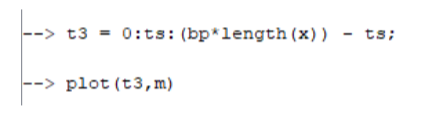 --> t3 = 0:ts:(bp*length(x)) - ts;
--> plot(t3,m)